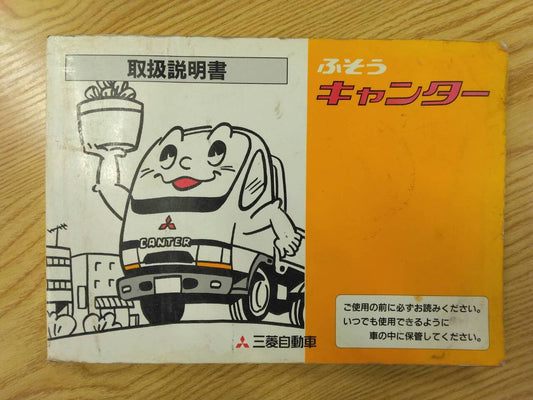 取扱説明書
ふそう
キャンター
CANTER
ご使用の前に必ずお読みください。
いつでも使用できるように
車の中に保管してください。
三菱自動車